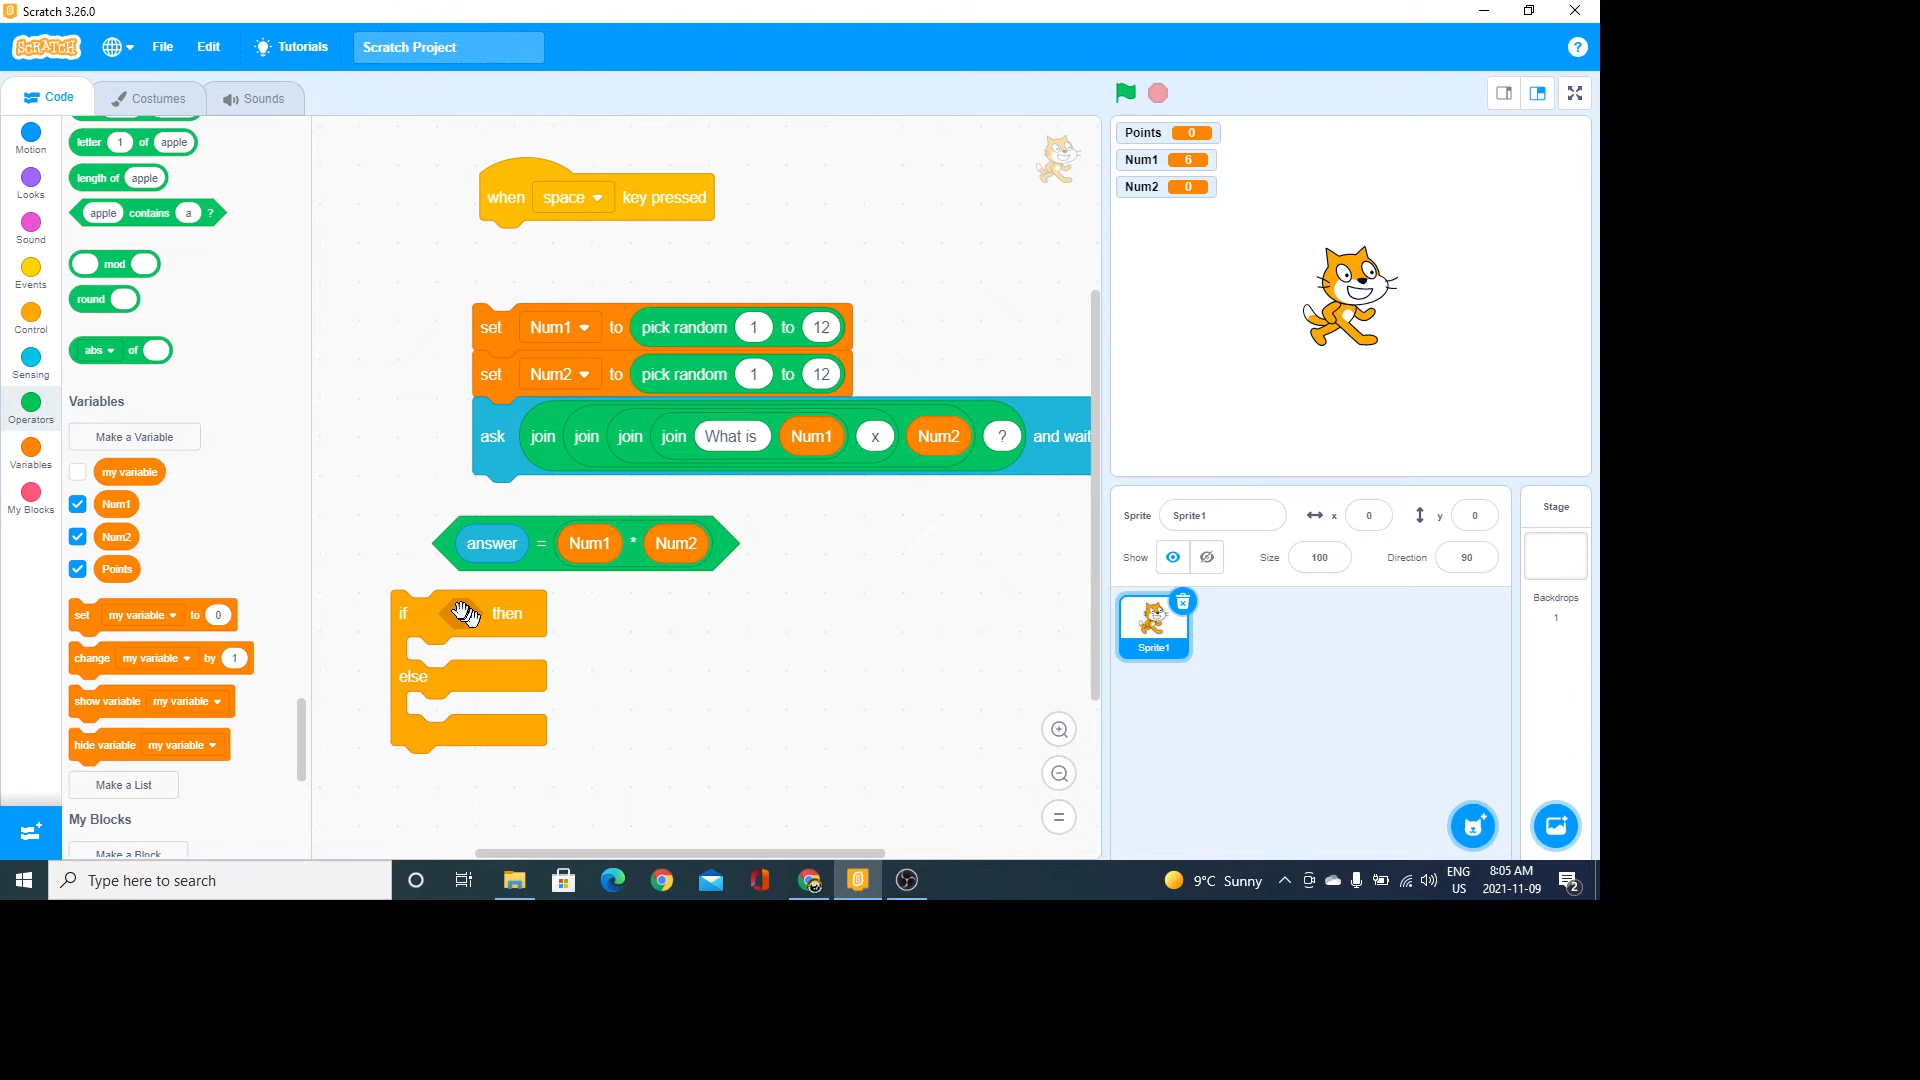 Scratch 3.26.0
SCRATCH File Edit Tutorials Scratch Project ?
Code Costumes Sounds
Motion
Looks
Sound
Events
Control
Sensing
Operators
Variables
My Blocks
letter 1 of apple
length of apple
apple contains a ?
mod
round
abs of
Variables
Make a Variable
my variable
Num1
Num2
Points
set my variable to 0
change my variable by 1
show variable my variable
hide variable my variable
Make a List
My Blocks
Make a Block
when space key pressed
set Num1 to pick random 1 to 12
set Num2 to pick random 1 to 12
ask join join join join What is Num1 x Num2 ? and wait
answer = Num1 * Num2
if then
else
Points 0
Num1 6
Num2 0
Sprite Sprite1 x 0 y 0
Show Size 100 Direction 90
Sprite1
Stage
Backdrops
1
Type here to search
9°C Sunny
ENG
US
8:05 AM
2021-11-09
2